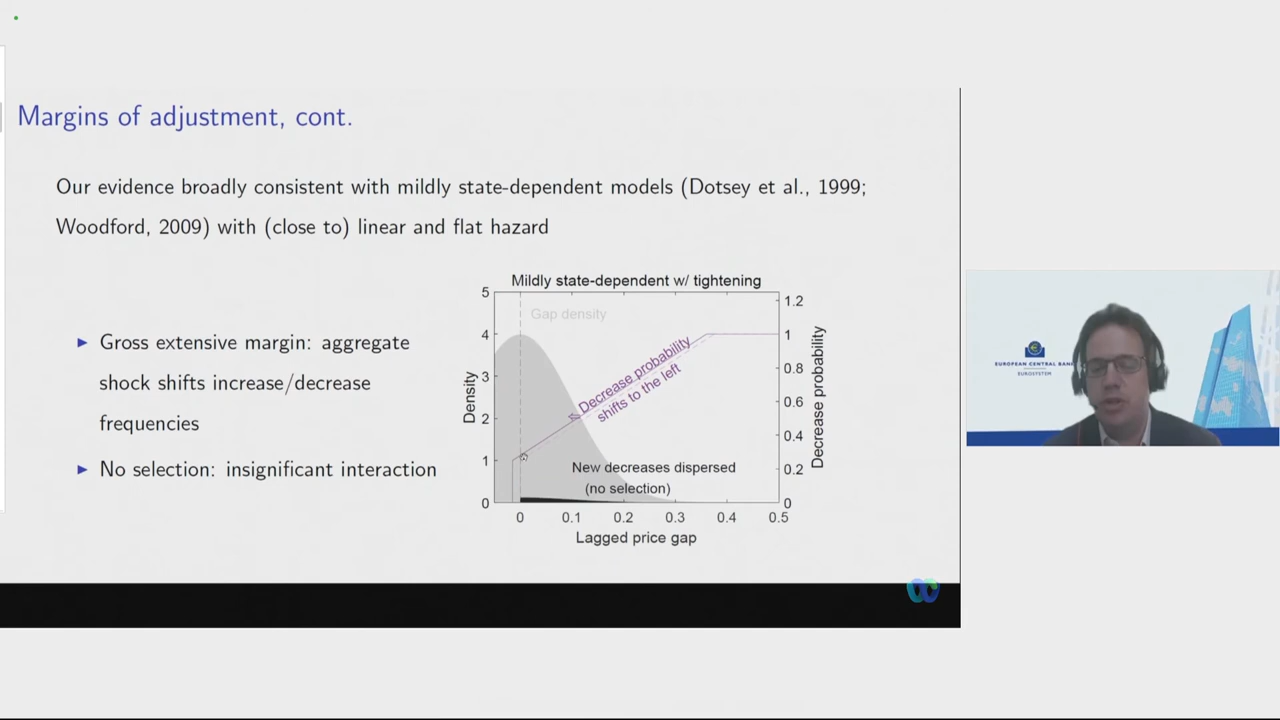 Margins of adjustment, cont.
Our evidence broadly consistent with mildly state-dependent models (Dotsey et al., 1999;
Woodford, 2009) with (close to) linear and flat hazard
▶ Gross extensive margin: aggregate
shock shifts increase/decrease
frequencies
▶ No selection: insignificant interaction
Mildly state-dependent w/ tightening
Gap density
Decrease probability
shifts to the left
New decreases dispersed
(no selection)
Density
5
4
3
2
1
0
Decrease probability
1.2
1
0.8
0.6
0.4
0.2
0
0 0.1 0.2 0.3 0.4 0.5
Lagged price gap
EUROPEAN CENTRAL BANK
EUROSYSTEM